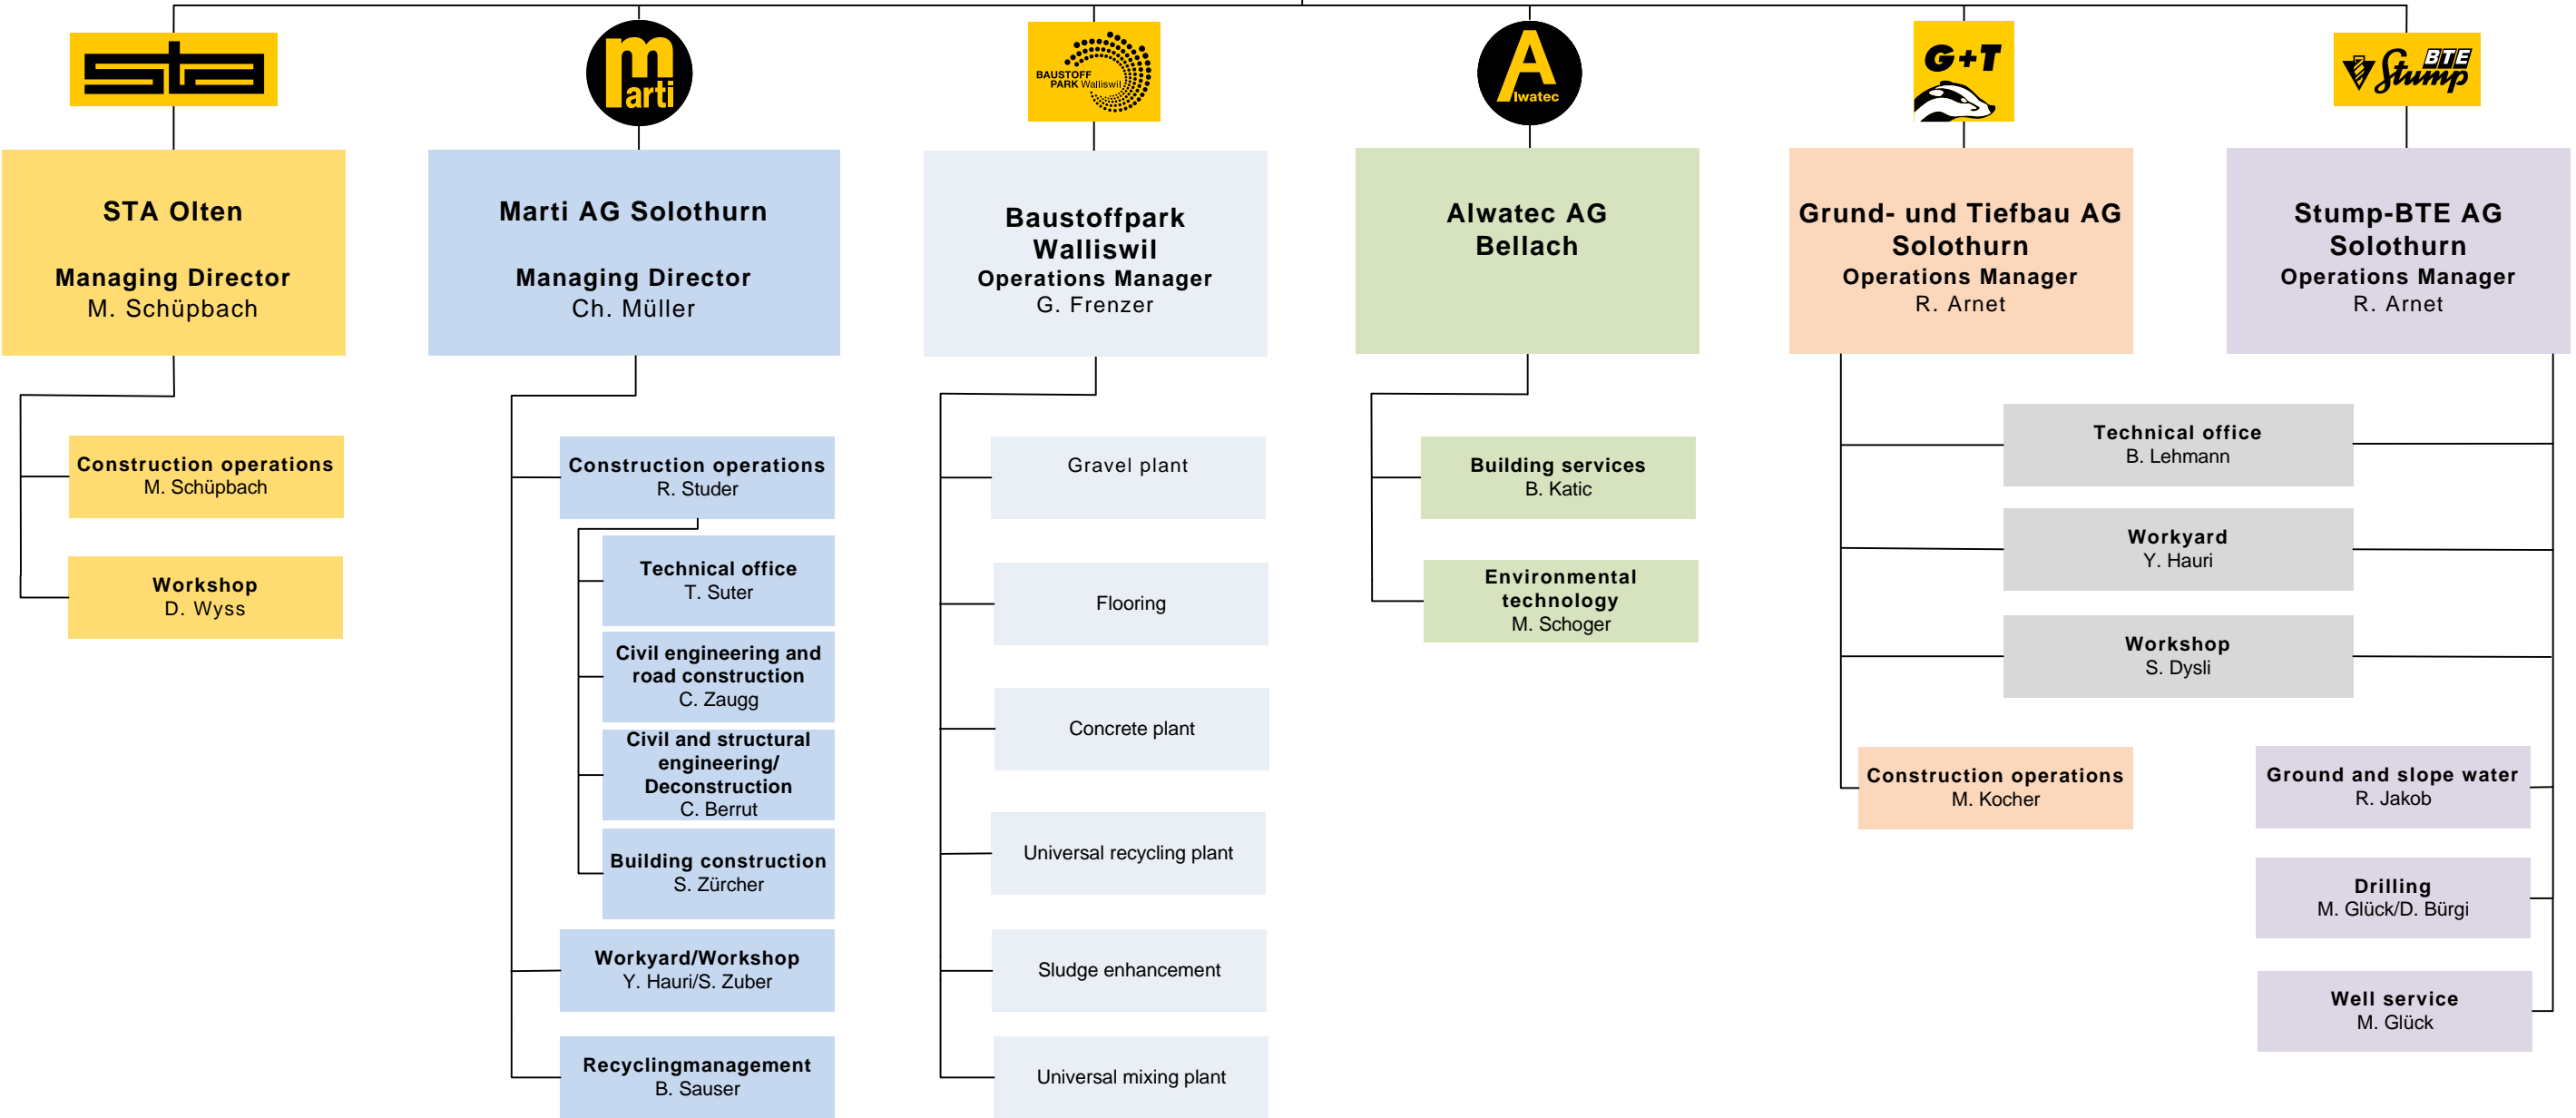 sta
marti
BAUSTOFF
PARK Walliswil
Alwatec
G+T
BTE
Stump
STA Olten
Managing Director
M. Schüpbach
Construction operations
M. Schüpbach
Workshop
D. Wyss
Marti AG Solothurn
Managing Director
Ch. Müller
Construction operations
R. Studer
Technical office
T. Suter
Civil engineering and
road construction
C. Zaugg
Civil and structural
engineering/
Deconstruction
C. Berrut
Building construction
S. Zürcher
Workyard/Workshop
Y. Hauri/S. Zuber
Recyclingmanagement
B. Sauser
Baustoffpark
Walliswil
Operations Manager
G. Frenzer
Gravel plant
Flooring
Concrete plant
Universal recycling plant
Sludge enhancement
Universal mixing plant
Alwatec AG
Bellach
Building services
B. Katic
Environmental
technology
M. Schoger
Grund- und Tiefbau AG
Solothurn
Operations Manager
R. Arnet
Stump-BTE AG
Solothurn
Operations Manager
R. Arnet
Technical office
B. Lehmann
Workyard
Y. Hauri
Workshop
S. Dysli
Construction operations
M. Kocher
Ground and slope water
R. Jakob
Drilling
M. Glück/D. Bürgi
Well service
M. Glück